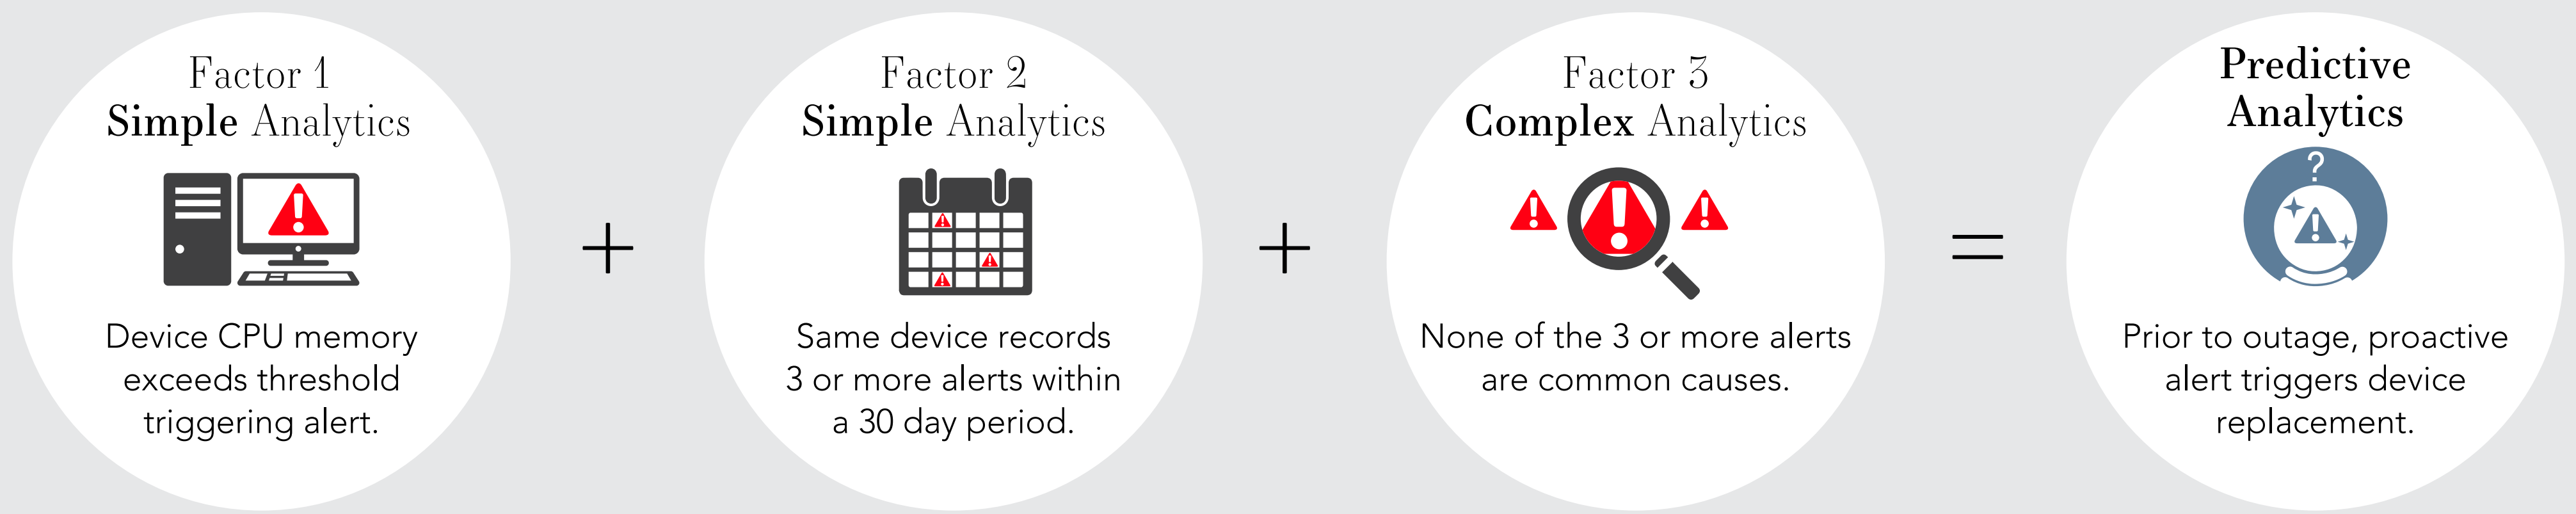 Factor 1
Simple Analytics
Device CPU memory
exceeds threshold
triggering alert.
+
Factor 2
Simple Analytics
Same device records
3 or more alerts within
a 30 day period.
+
Factor 3
Complex Analytics
None of the 3 or more alerts
are common causes.
=
Predictive
Analytics
?
Prior to outage, proactive
alert triggers device
replacement.